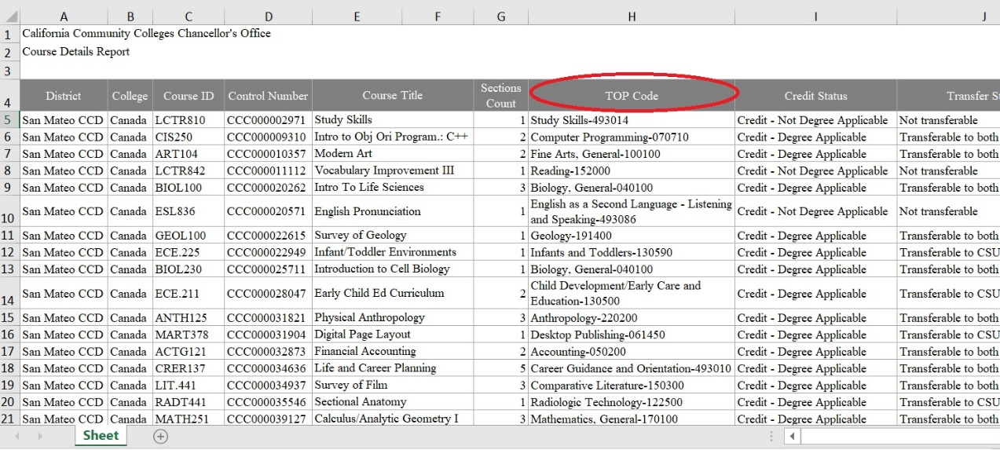 A B C D E F G H I J
1 California Community Colleges Chancellor's Office
2 Course Details Report
3
4 District College Course ID Control Number Course Title Sections Count TOP Code Credit Status Transfer St
5 San Mateo CCD Canada LCTR810 CCC000002971 Study Skills 1 Study Skills-493014 Credit - Not Degree Applicable Not transferable
6 San Mateo CCD Canada CIS250 CCC000009310 Intro to Obj Ori Program.: C++ 2 Computer Programming-070710 Credit - Degree Applicable Transferable to both
7 San Mateo CCD Canada ART104 CCC000010357 Modern Art 2 Fine Arts, General-100100 Credit - Degree Applicable Transferable to both
8 San Mateo CCD Canada LCTR842 CCC000011112 Vocabulary Improvement III 1 Reading-152000 Credit - Not Degree Applicable Not transferable
9 San Mateo CCD Canada BIOL100 CCC000020262 Intro To Life Sciences 3 Biology, General-040100 Credit - Degree Applicable Transferable to both
10 San Mateo CCD Canada ESL836 CCC000020571 English Pronunciation 1 English as a Second Language - Listening and Speaking-493086 Credit - Not Degree Applicable Not transferable
11 San Mateo CCD Canada GEOL100 CCC000022615 Survey of Geology 1 Geology-191400 Credit - Degree Applicable Transferable to both
12 San Mateo CCD Canada ECE.225 CCC000022949 Infant/Toddler Environments 1 Infants and Toddlers-130590 Credit - Degree Applicable Transferable to CSU
13 San Mateo CCD Canada BIOL230 CCC000025711 Introduction to Cell Biology 1 Biology, General-040100 Credit - Degree Applicable Transferable to both
14 San Mateo CCD Canada ECE.211 CCC000028047 Early Child Ed Curriculum 2 Child Development/Early Care and Education-130500 Credit - Degree Applicable Transferable to CSU
15 San Mateo CCD Canada ANTH125 CCC000031821 Physical Anthropology 3 Anthropology-220200 Credit - Degree Applicable Transferable to both
16 San Mateo CCD Canada MART378 CCC000031904 Digital Page Layout 1 Desktop Publishing-061450 Credit - Degree Applicable Transferable to CSU
17 San Mateo CCD Canada ACTG121 CCC000032873 Financial Accounting 2 Accounting-050200 Credit - Degree Applicable Transferable to both
18 San Mateo CCD Canada CRER137 CCC000034636 Life and Career Planning 5 Career Guidance and Orientation-493010 Credit - Degree Applicable Transferable to both
19 San Mateo CCD Canada LIT.441 CCC000034937 Survey of Film 3 Comparative Literature-150300 Credit - Degree Applicable Transferable to both
20 San Mateo CCD Canada RADT441 CCC000035546 Sectional Anatomy 1 Radiologic Technology-122500 Credit - Degree Applicable Transferable to CSU
21 San Mateo CCD Canada MATH251 CCC000039127 Calculus/Analytic Geometry I 3 Mathematics, General-170100 Credit - Degree Applicable Transferable to both
Sheet